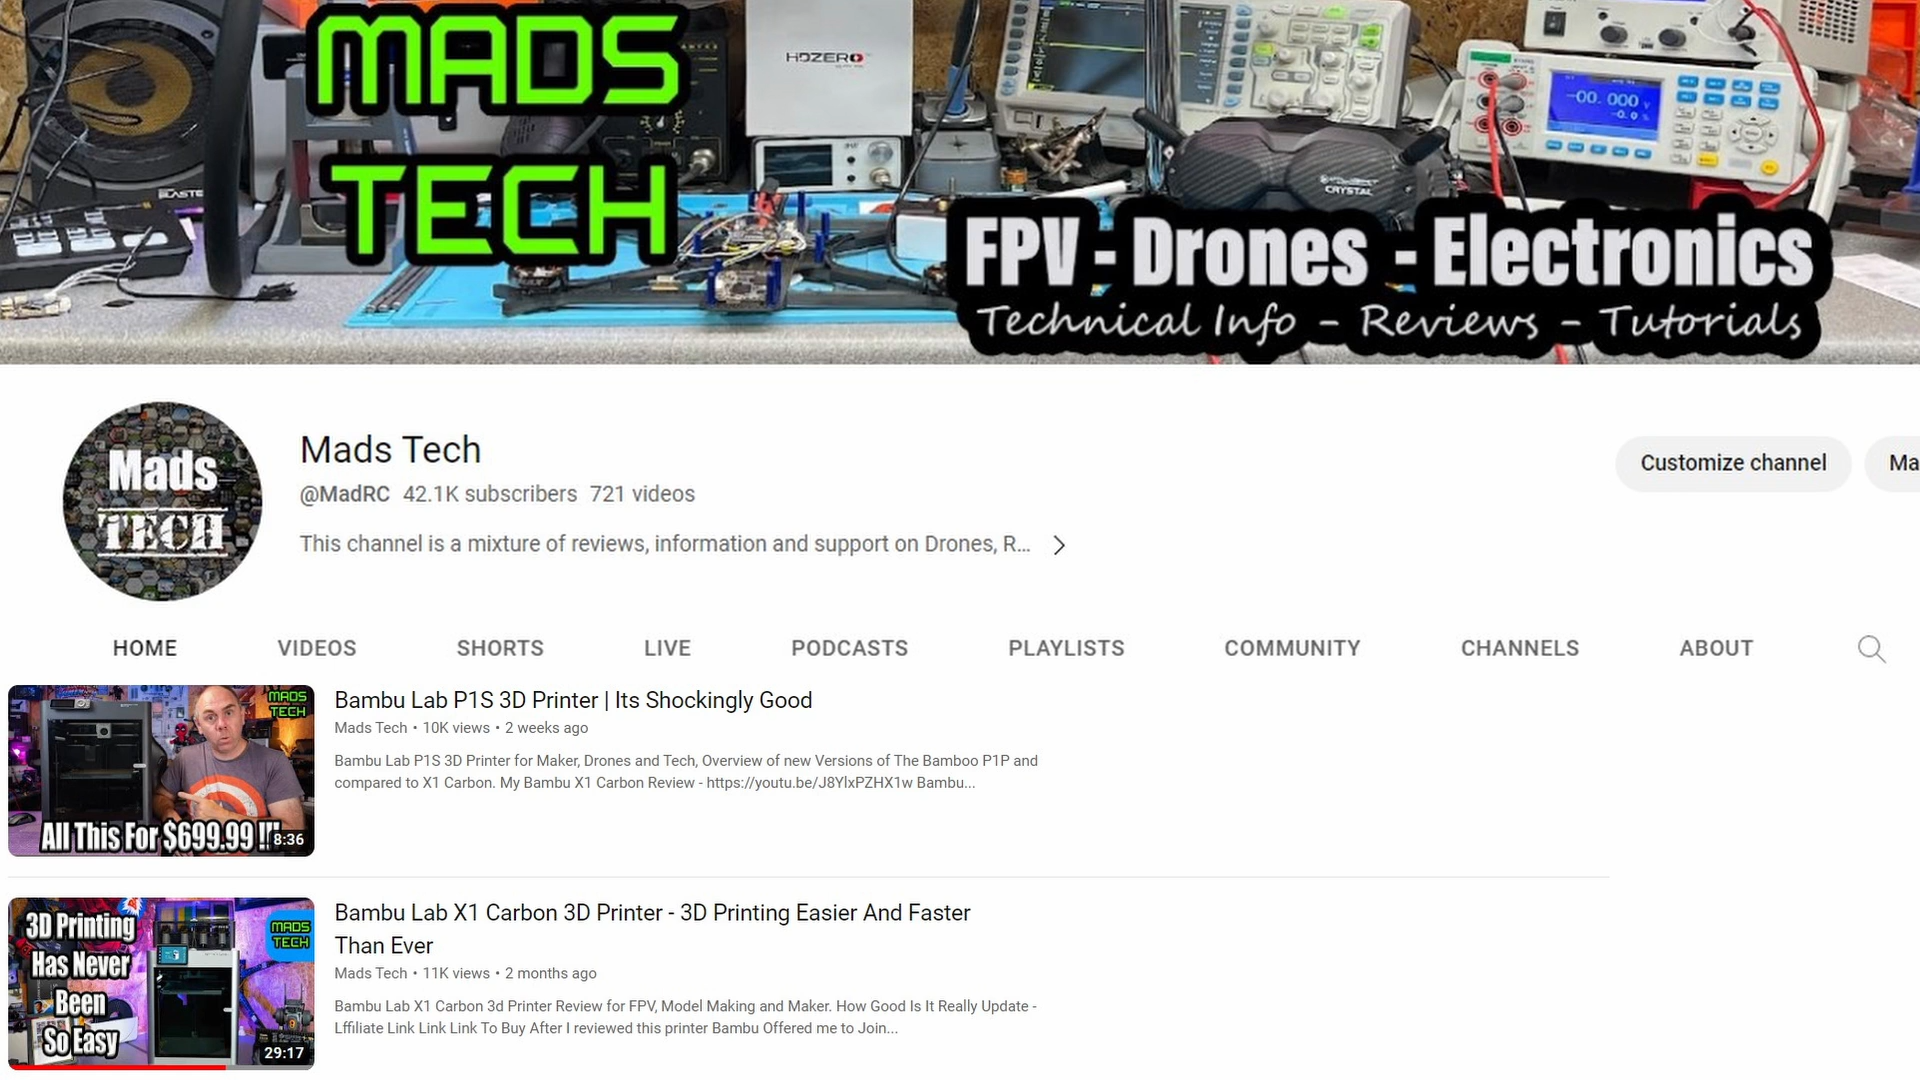 MADS
TECH
HDZERO
-00.000 V
-0.0 %
CRYSTAL
FPV - Drones - Electronics
Technical Info - Reviews - Tutorials
Mads
TECH
Mads Tech
@MadRC 42.1K subscribers 721 videos
This channel is a mixture of reviews, information and support on Drones, R...
Customize channel
Ma
HOME VIDEOS SHORTS LIVE PODCASTS PLAYLISTS COMMUNITY CHANNELS ABOUT
MADS
TECH
All This For $699.99 !!!
8:36
Bambu Lab P1S 3D Printer | Its Shockingly Good
Mads Tech • 10K views • 2 weeks ago
Bambu Lab P1S 3D Printer for Maker, Drones and Tech, Overview of new Versions of The Bamboo P1P and
compared to X1 Carbon. My Bambu X1 Carbon Review - https://youtu.be/J8YlxPZHX1w Bambu...
3D Printing
Has Never
Been
So Easy
MADS
TECH
29:17
Bambu Lab X1 Carbon 3D Printer - 3D Printing Easier And Faster
Than Ever
Mads Tech • 11K views • 2 months ago
Bambu Lab X1 Carbon 3d Printer Review for FPV, Model Making and Maker. How Good Is It Really Update -
Lffiliate Link Link Link To Buy After I reviewed this printer Bambu Offered me to Join...